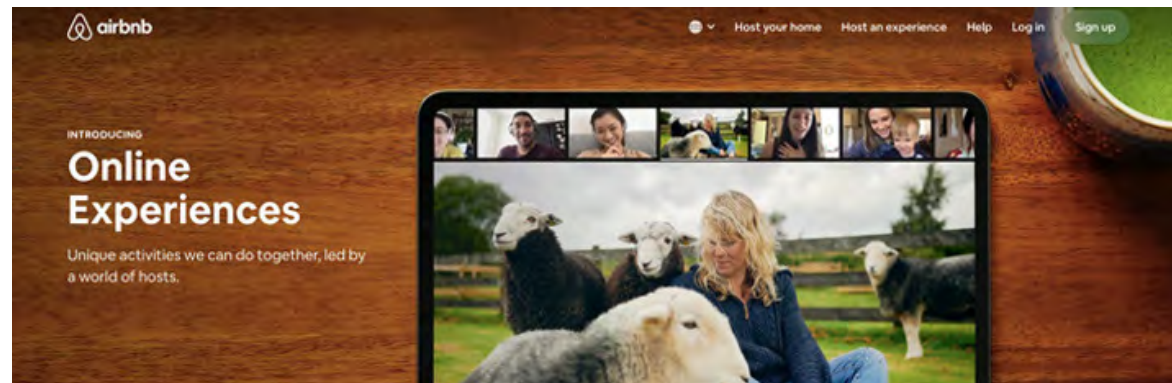 airbnb
Host your home Host an experience Help Log in Sign up
INTRODUCING
Online
Experiences
Unique activities we can do together, led by
a world of hosts.